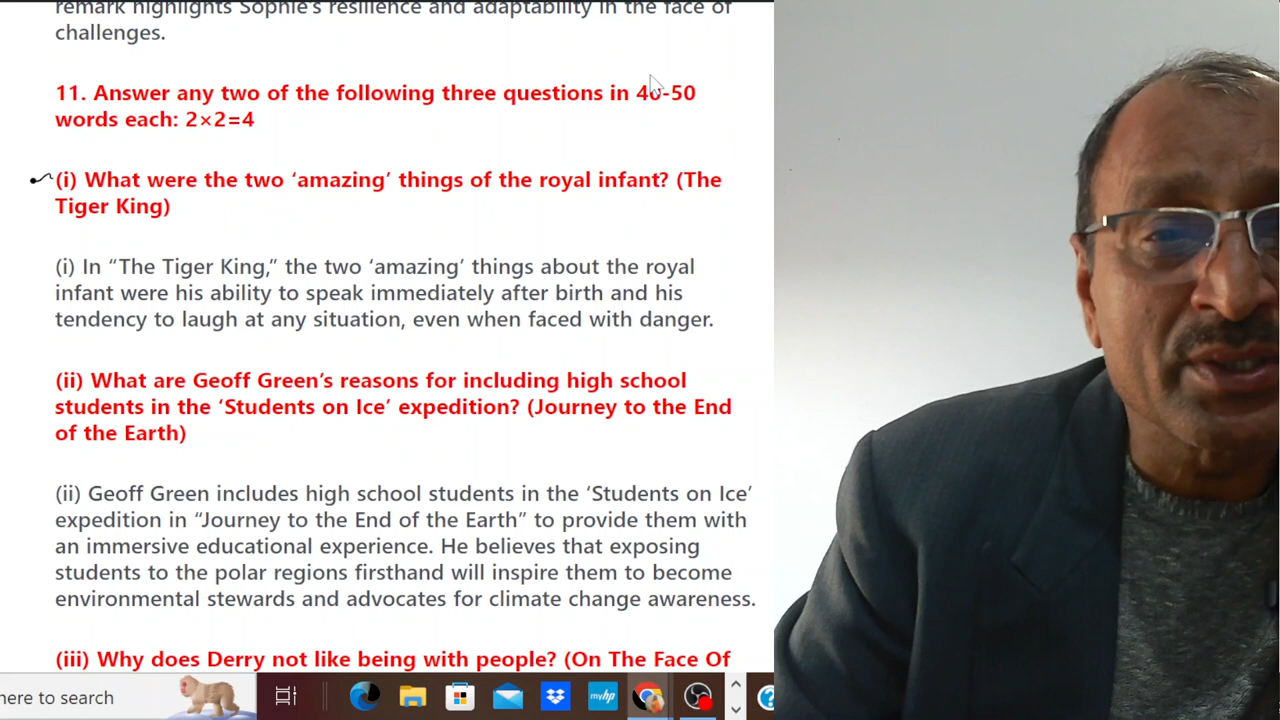 remark highlights Sophie's resilience and adaptability in the face of
challenges.
11. Answer any two of the following three questions in 40-50
words each: 2×2=4
(i) What were the two ‘amazing’ things of the royal infant? (The
Tiger King)
(i) In “The Tiger King,” the two ‘amazing’ things about the royal
infant were his ability to speak immediately after birth and his
tendency to laugh at any situation, even when faced with danger.
(ii) What are Geoff Green’s reasons for including high school
students in the ‘Students on Ice’ expedition? (Journey to the End
of the Earth)
(ii) Geoff Green includes high school students in the ‘Students on Ice’
expedition in “Journey to the End of the Earth” to provide them with
an immersive educational experience. He believes that exposing
students to the polar regions firsthand will inspire them to become
environmental stewards and advocates for climate change awareness.
(iii) Why does Derry not like being with people? (On The Face Of
here to search
myhp